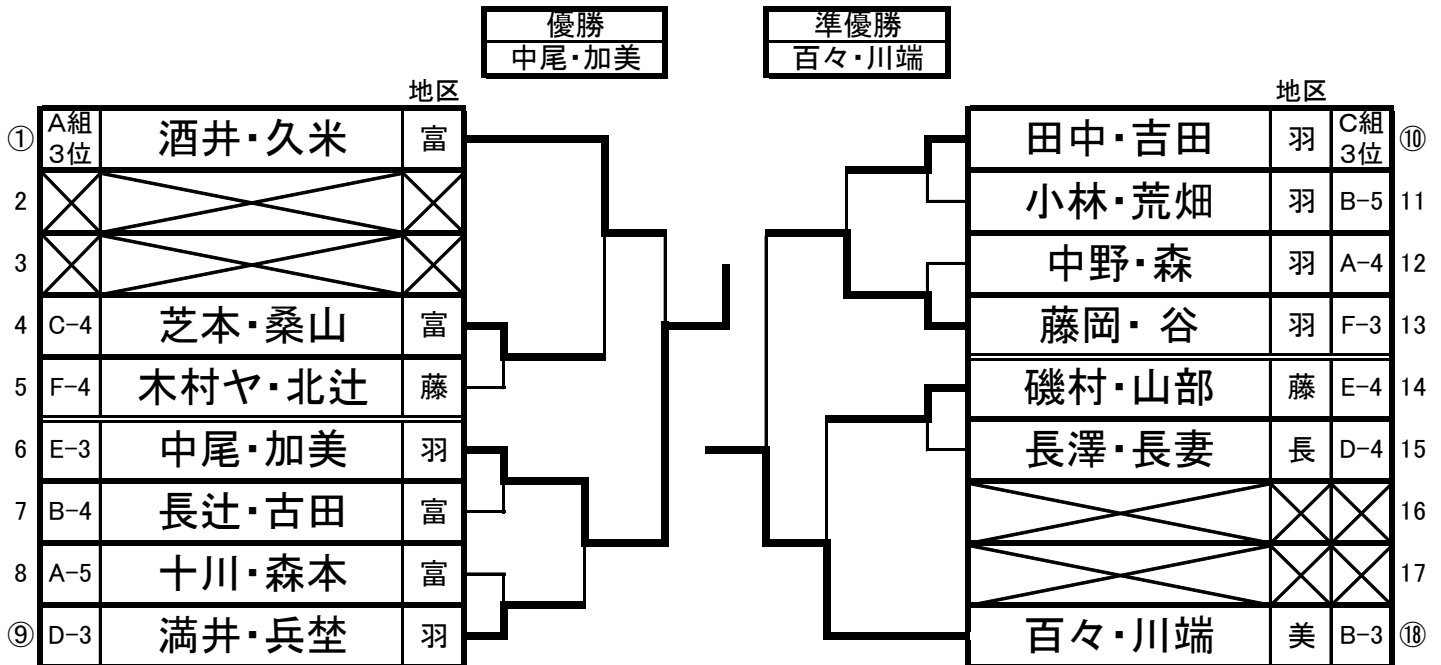 優勝 準優勝
中尾・加美 百々・川端
地区 地区
① A組3位 酒井・久米 富 田中・吉田 羽 C組3位 ⑩
2 小林・荒畑 羽 B-5 11
3 中野・森 羽 A-4 12
4 C-4 芝本・桑山 富 藤岡・ 谷 羽 F-3 13
5 F-4 木村ヤ・北辻 藤 磯村・山部 藤 E-4 14
6 E-3 中尾・加美 羽 長澤・長妻 長 D-4 15
7 B-4 長辻・古田 富 16
8 A-5 十川・森本 富 17
⑨ D-3 満井・兵埜 羽 百々・川端 美 B-3 ⑱